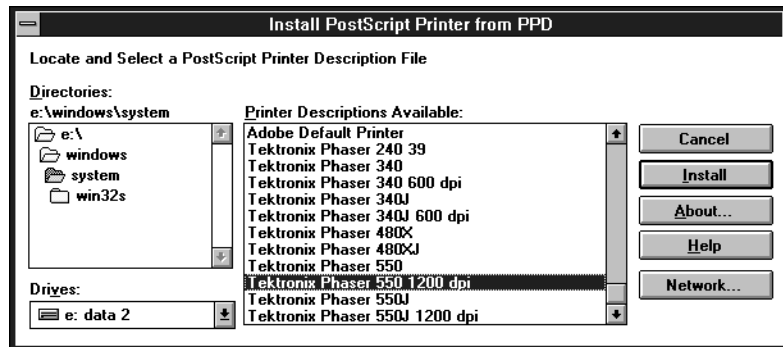 Install PostScript Printer from PPD
Locate and Select a PostScript Printer Description File
Directories:
e:\windows\system
e:\
windows
system
win32s
Drives:
e: data 2
Printer Descriptions Available:
Adobe Default Printer
Tektronix Phaser 240 39
Tektronix Phaser 340
Tektronix Phaser 340 600 dpi
Tektronix Phaser 340J
Tektronix Phaser 340J 600 dpi
Tektronix Phaser 480X
Tektronix Phaser 480XJ
Tektronix Phaser 550
Tektronix Phaser 550 1200 dpi
Tektronix Phaser 550J
Tektronix Phaser 550J 1200 dpi
Cancel
Install
About...
Help
Network...